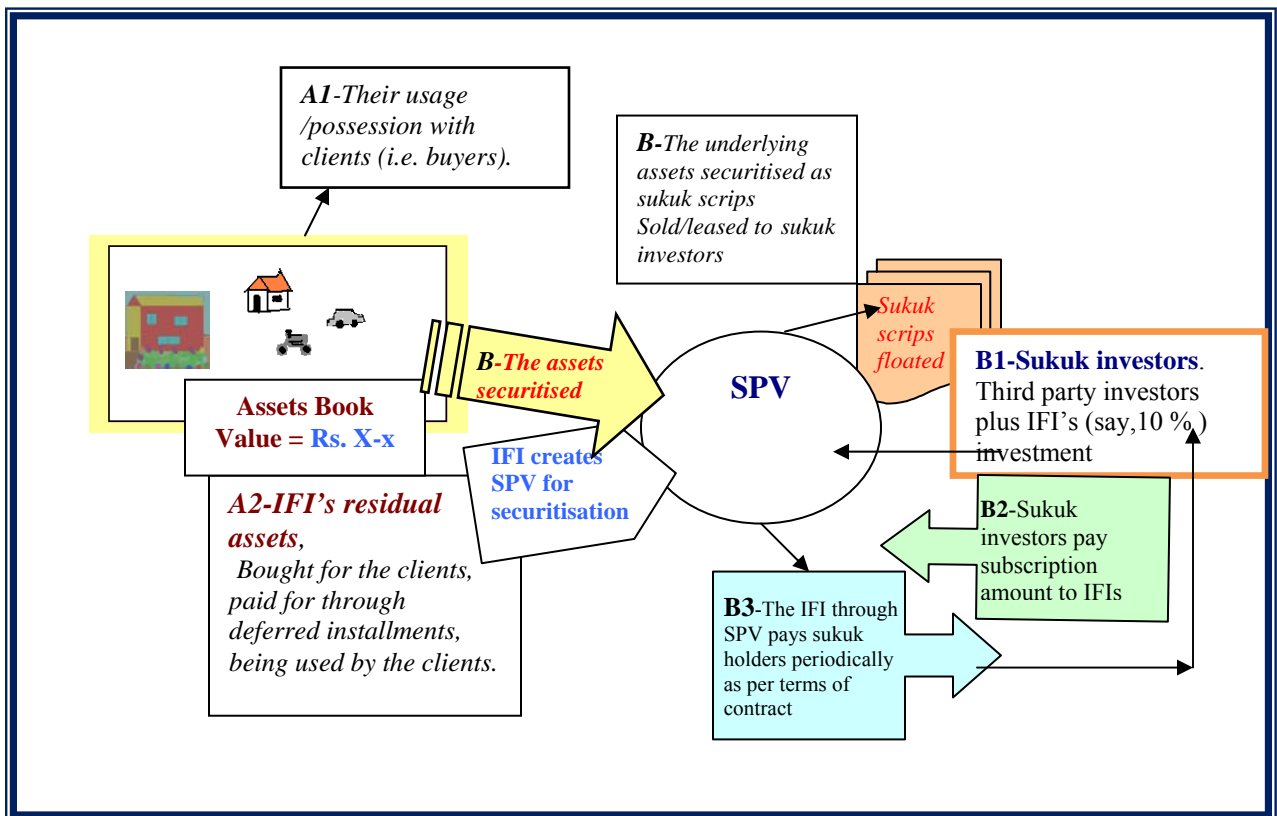 A1-Their usage
/possession with
clients (i.e. buyers).
B-The underlying
assets securitised as
sukuk scrips
Sold/leased to sukuk
investors
B-The assets
securitised
SPV
Sukuk
scrips
floated
B1-Sukuk investors.
Third party investors
plus IFI's (say,10 % )
investment
Assets Book
Value = Rs. X-x
IFI creates
SPV for
securitisation
A2-IFI's residual
assets,
Bought for the clients,
paid for through
deferred installments,
being used by the clients.
B2-Sukuk
investors pay
subscription
amount to IFIs
B3-The IFI through
SPV pays sukuk
holders periodically
as per terms of
contract